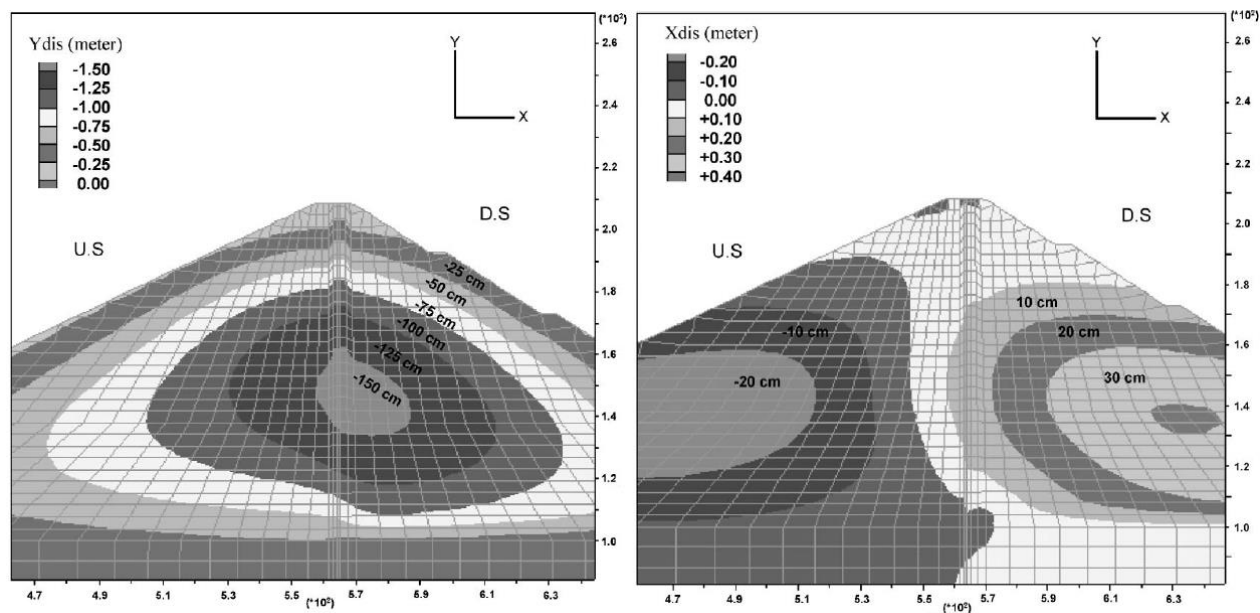 Ydis (meter)
-1.50
-1.25
-1.00
-0.75
-0.50
-0.25
0.00
Y
X
U.S
D.S
-25 cm
-50 cm
-75 cm
-100 cm
-125 cm
-150 cm
(*10²)
2.6
2.4
2.2
2.0
1.8
1.6
1.4
1.2
1.0
4.7 4.9 5.1 5.3 5.5 5.7 5.9 6.1 6.3
(*10²)
Xdis (meter)
-0.20
-0.10
0.00
+0.10
+0.20
+0.30
+0.40
Y
X
U.S
D.S
-10 cm
-20 cm
10 cm
20 cm
30 cm
(*10²)
2.6
2.4
2.2
2.0
1.8
1.6
1.4
1.2
1.0
4.7 4.9 5.1 5.3 5.5 5.7 5.9 6.1 6.3
(*10²)